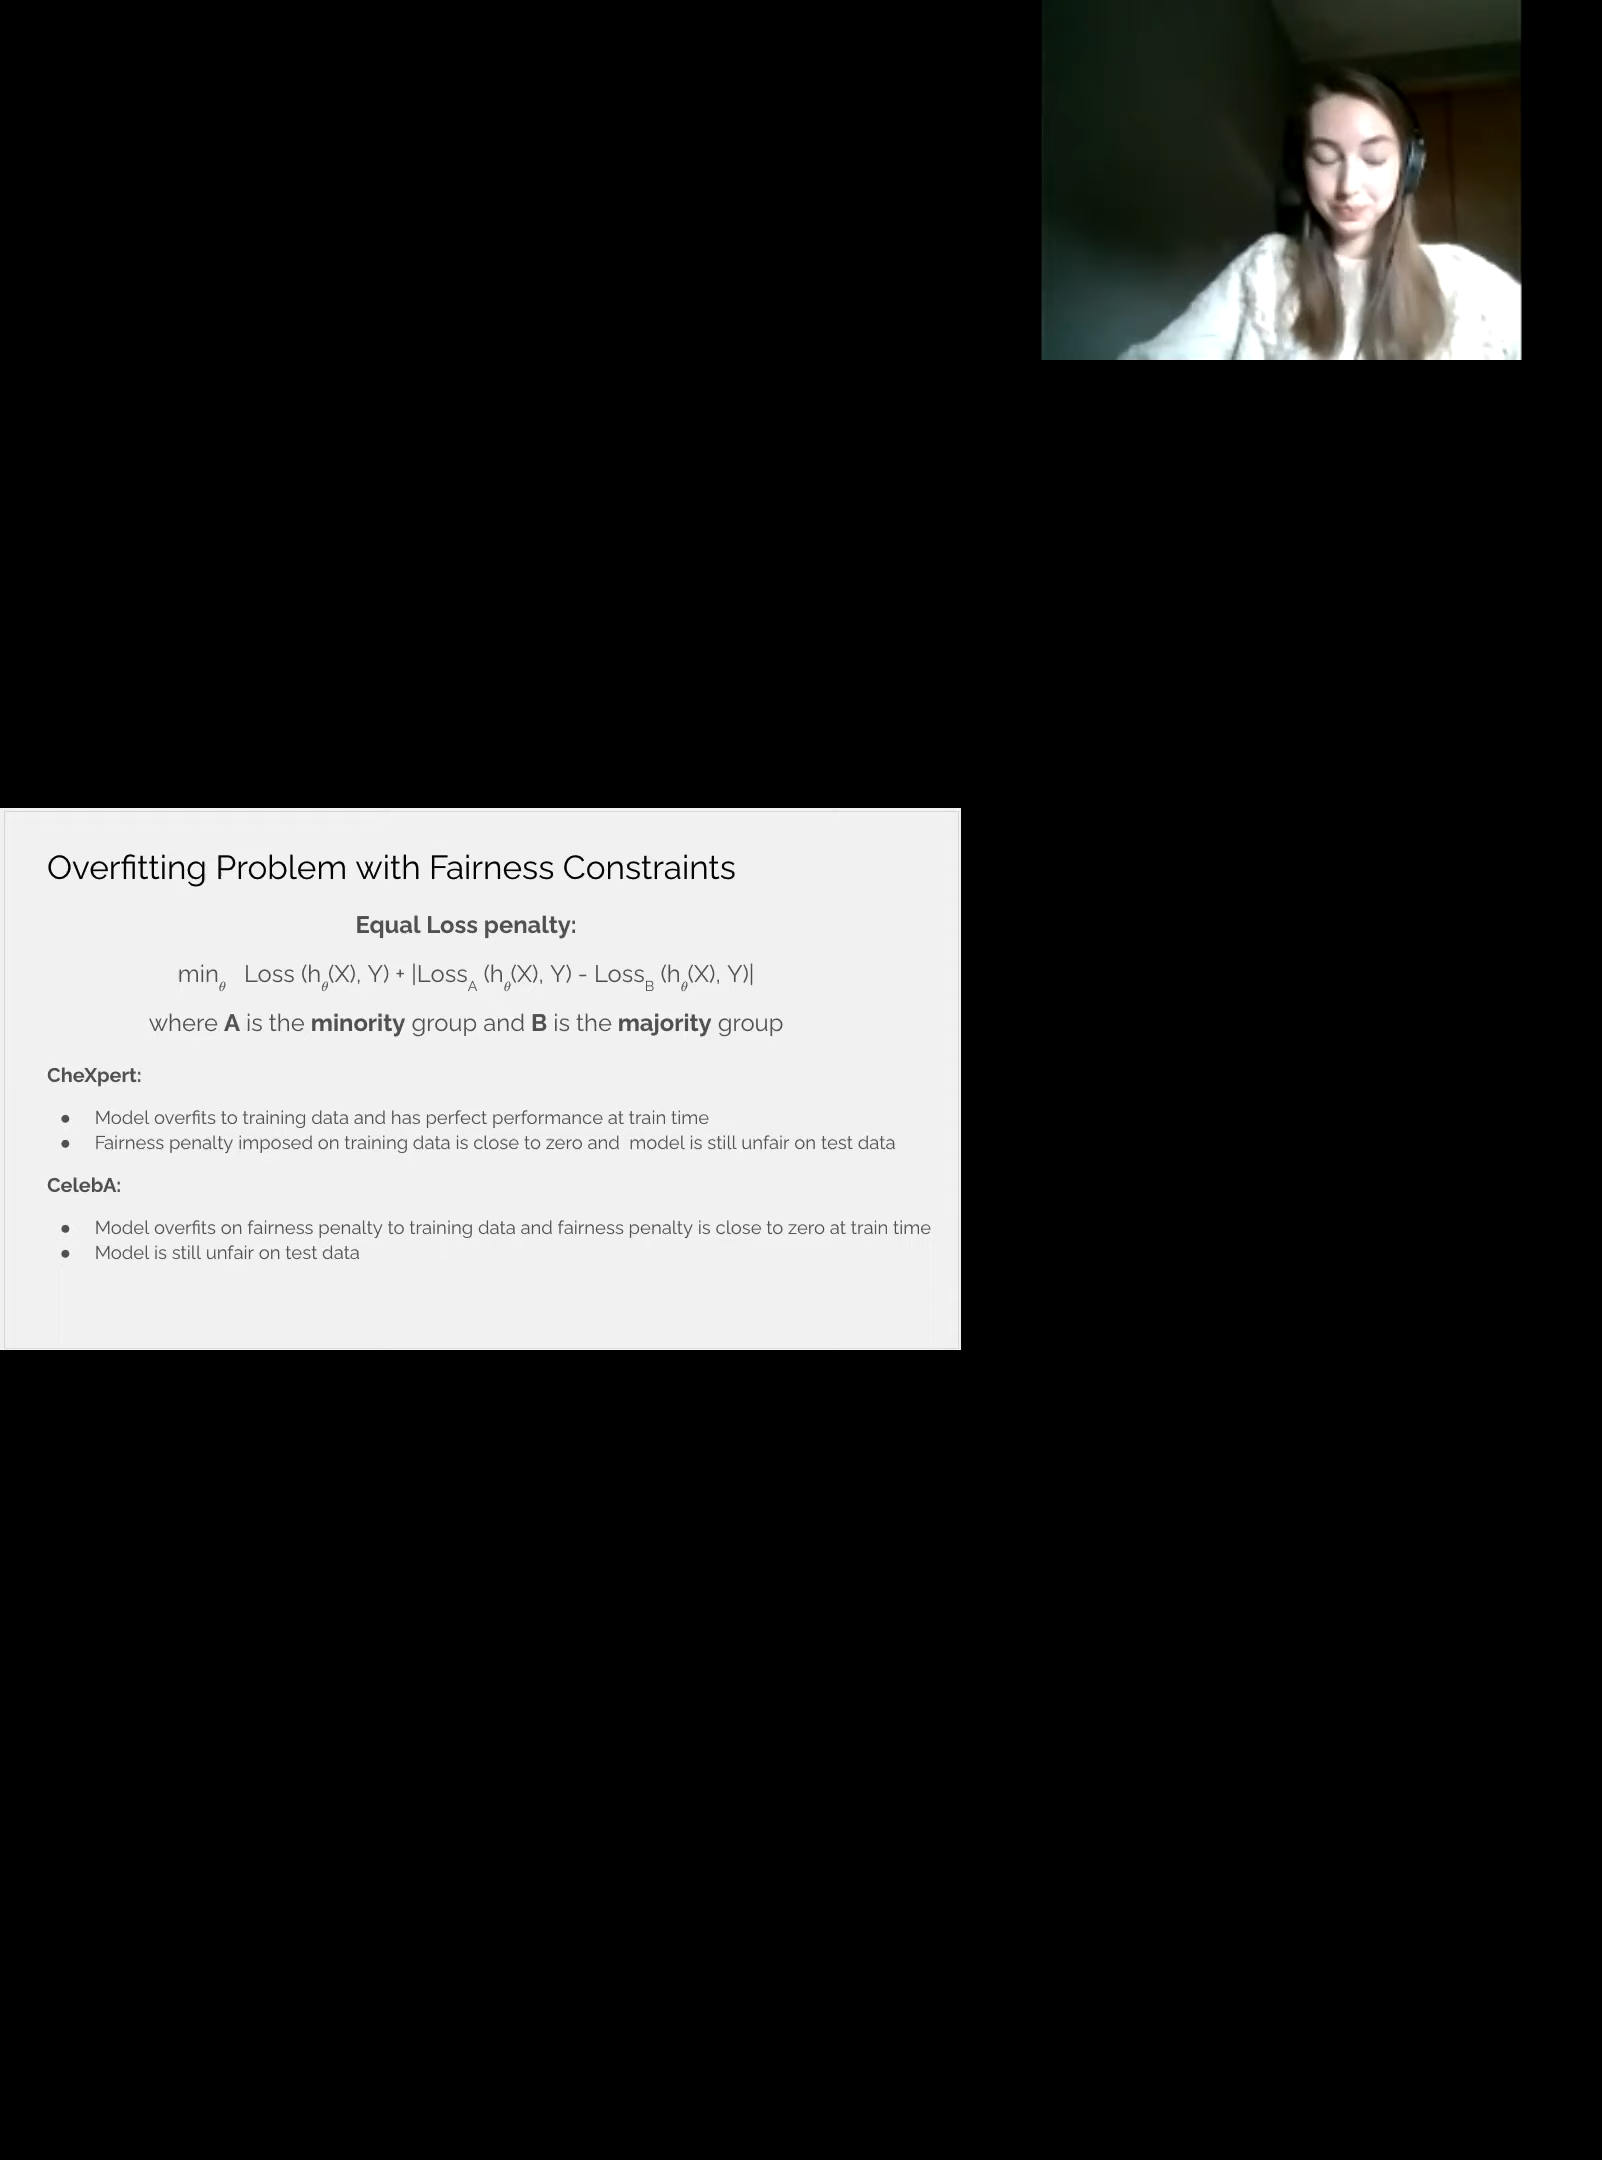 Overfitting Problem with Fairness Constraints
Equal Loss penalty:
min_θ Loss (h_θ(X), Y) + |Loss_A (h_θ(X), Y) - Loss_B (h_θ(X), Y)|
where A is the minority group and B is the majority group
CheXpert:
● Model overfits to training data and has perfect performance at train time
● Fairness penalty imposed on training data is close to zero and model is still unfair on test data
CelebA:
● Model overfits on fairness penalty to training data and fairness penalty is close to zero at train time
● Model is still unfair on test data